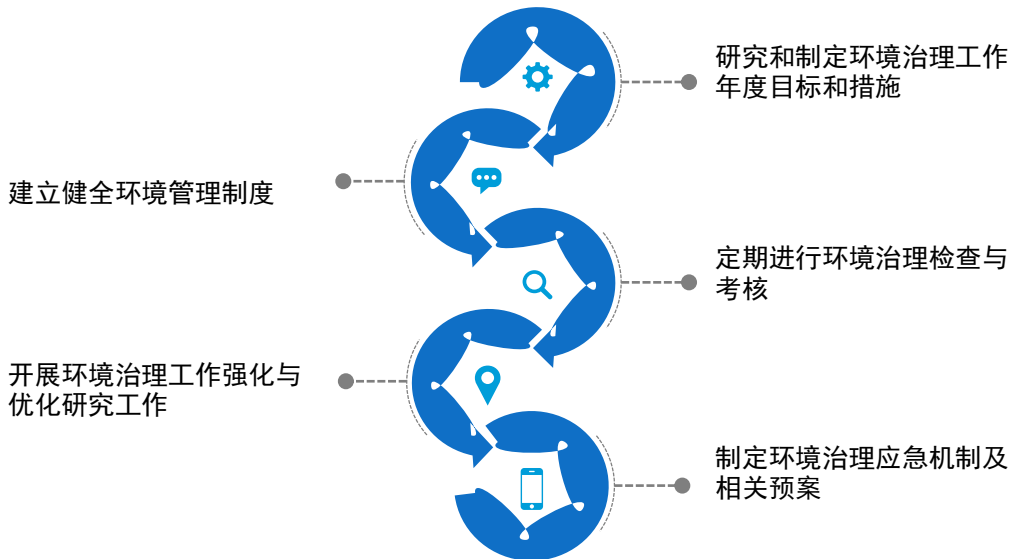 研究和制定环境治理工作
年度目标和措施
建立健全环境管理制度
定期进行环境治理检查与
考核
开展环境治理工作强化与
优化研究工作
制定环境治理应急机制及
相关预案